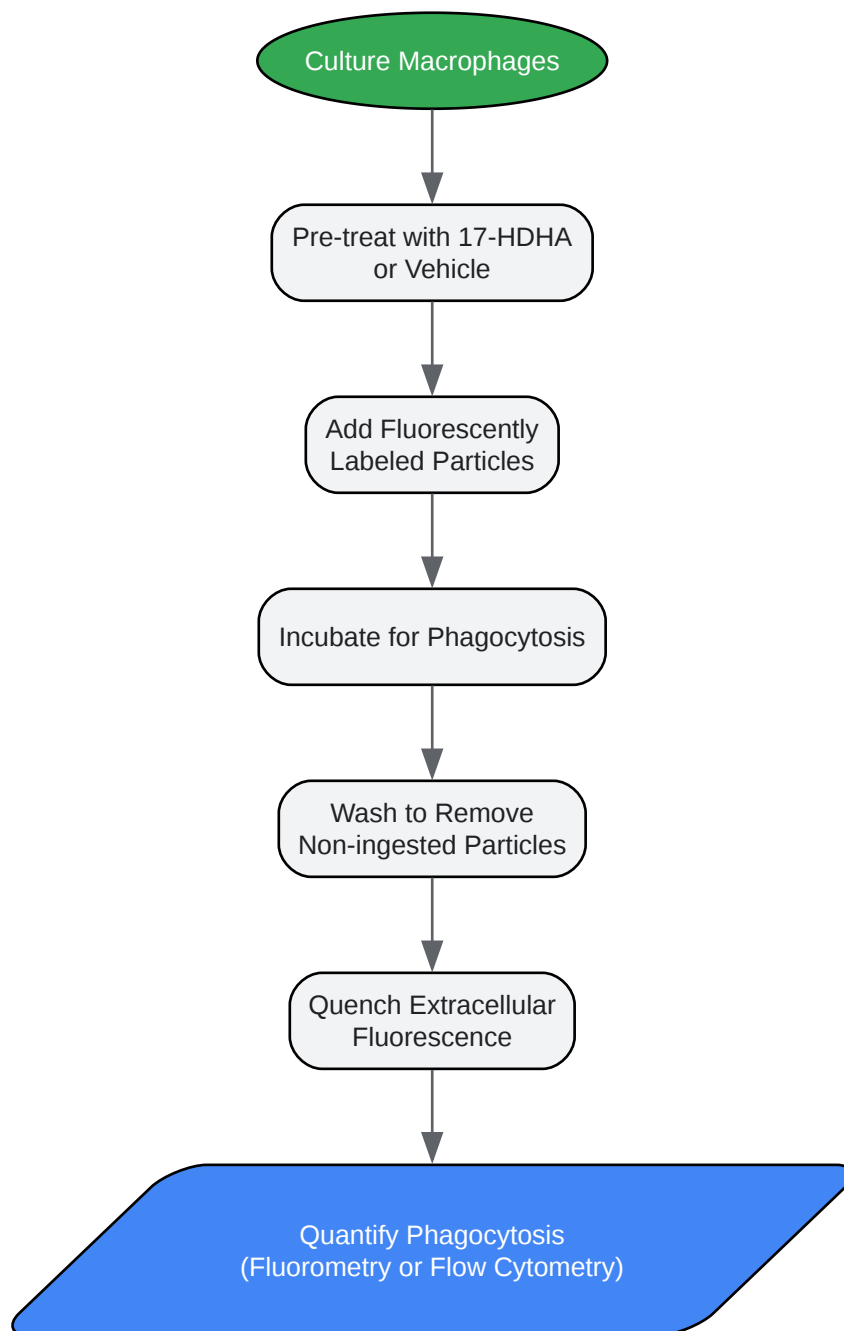 Culture Macrophages
Pre-treat with 17-HDHA
or Vehicle
Add Fluorescently
Labeled Particles
Incubate for Phagocytosis
Wash to Remove
Non-ingested Particles
Quench Extracellular
Fluorescence
Quantify Phagocytosis
(Fluorometry or Flow Cytometry)